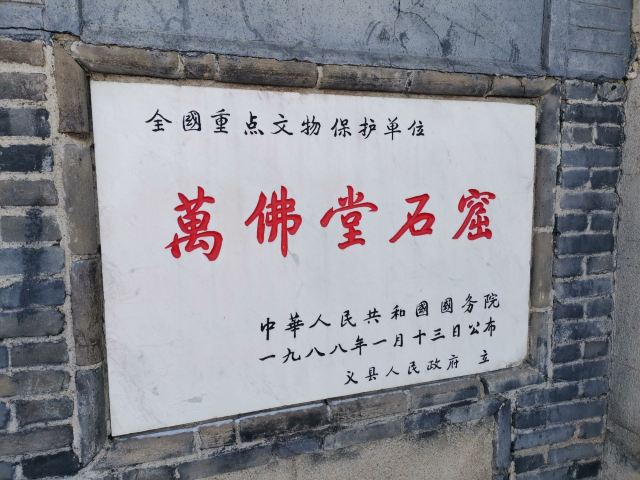 全國重点文物保护单位
萬佛堂石窟
中華人民共和國國务院
一九八八年一月十三日公布
义县人民政府 立